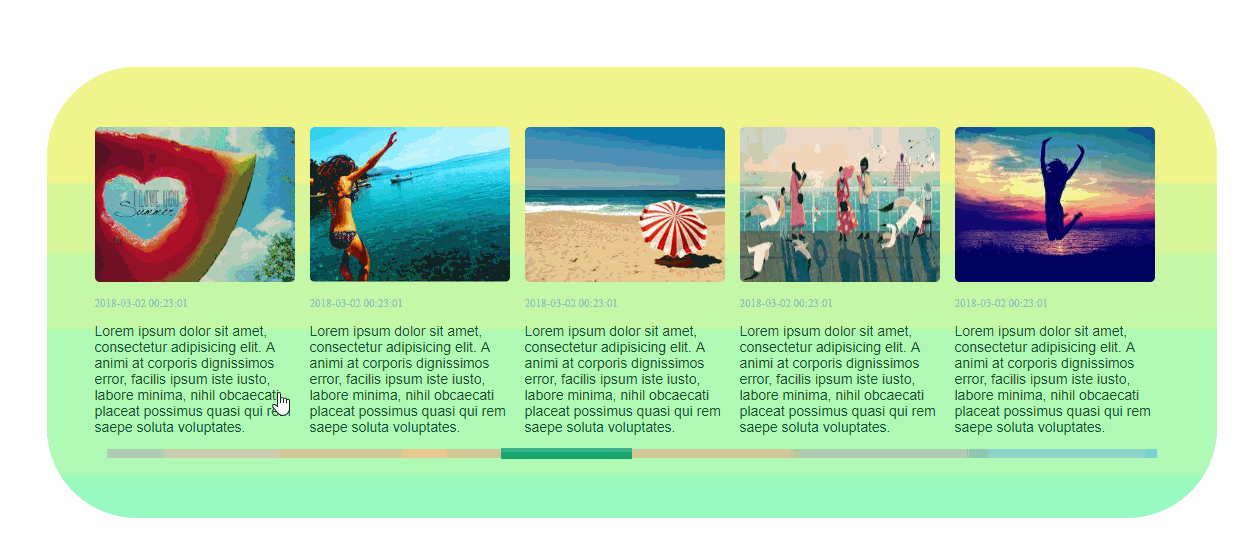 I LOVE YOU
Summer
2018-03-02 00:23:01
Lorem ipsum dolor sit amet,
consectetur adipisicing elit. A
animi at corporis dignissimos
error, facilis ipsum iste iusto,
labore minima, nihil obcaecati
placeat possimus quasi qui rem
saepe soluta voluptates.
2018-03-02 00:23:01
Lorem ipsum dolor sit amet,
consectetur adipisicing elit. A
animi at corporis dignissimos
error, facilis ipsum iste iusto,
labore minima, nihil obcaecati
placeat possimus quasi qui rem
saepe soluta voluptates.
2018-03-02 00:23:01
Lorem ipsum dolor sit amet,
consectetur adipisicing elit. A
animi at corporis dignissimos
error, facilis ipsum iste iusto,
labore minima, nihil obcaecati
placeat possimus quasi qui rem
saepe soluta voluptates.
2018-03-02 00:23:01
Lorem ipsum dolor sit amet,
consectetur adipisicing elit. A
animi at corporis dignissimos
error, facilis ipsum iste iusto,
labore minima, nihil obcaecati
placeat possimus quasi qui rem
saepe soluta voluptates.
2018-03-02 00:23:01
Lorem ipsum dolor sit amet,
consectetur adipisicing elit. A
animi at corporis dignissimos
error, facilis ipsum iste iusto,
labore minima, nihil obcaecati
placeat possimus quasi qui rem
saepe soluta voluptates.